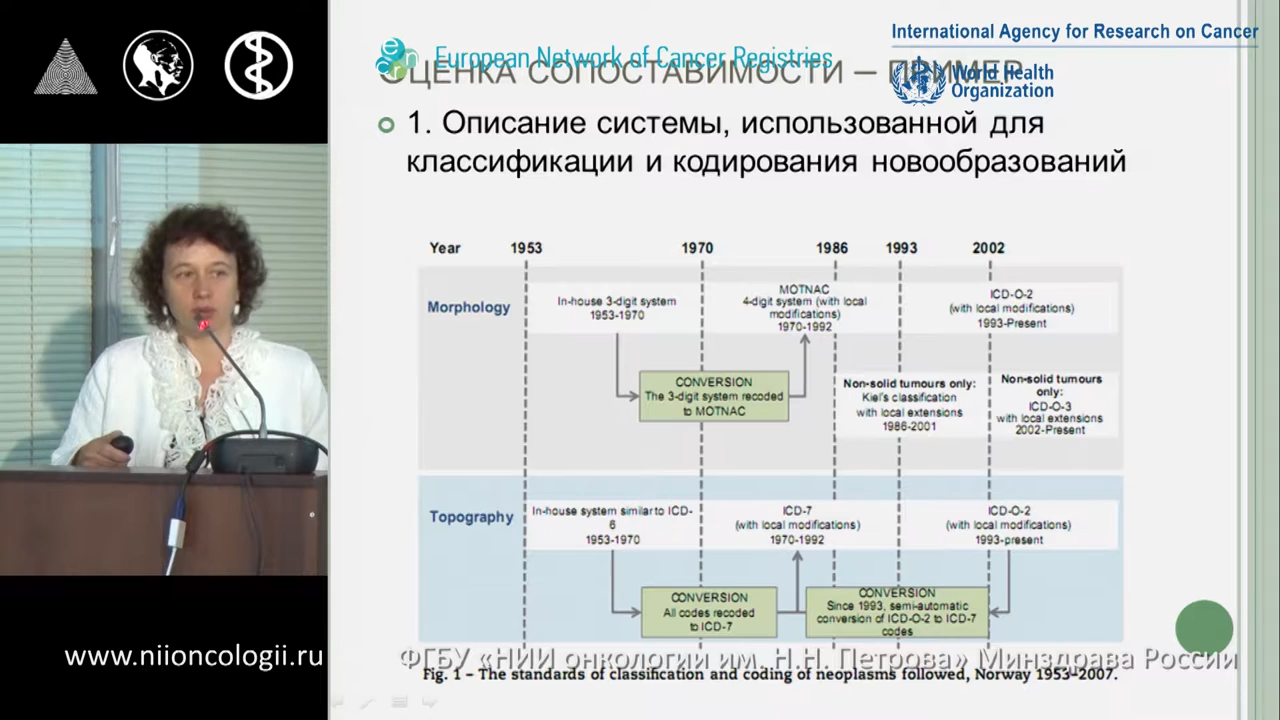 European Network of Cancer Registries
International Agency for Research on Cancer
World Health
Organization
ОЦЕНКА СОПОСТАВИМОСТИ – ПРИМЕР
1. Описание системы, использованной для
классификации и кодирования новообразований
Year 1953 1970 1986 1993 2002
Morphology
In-house 3-digit system
1953-1970
MOTNAC
4-digit system (with local
modifications)
1970-1992
ICD-O-2
(with local modifications)
1993-Present
CONVERSION
The 3-digit system recoded
to MOTNAC
Non-solid tumours only:
Kiel's classification
with local extensions
1986-2001
Non-solid tumours
only:
ICD-O-3
with local extensions
2002-Present
Topography
In-house system similar to ICD-
6
1953-1970
ICD-7
(with local modifications)
1970-1992
ICD-O-2
(with local modifications)
1993-present
CONVERSION
All codes recoded
to ICD-7
CONVERSION
Since 1993, semi-automatic
conversion of ICD-O-2 to ICD-7
codes
www.niioncologii.ru
ФГБУ «НИИ онкологии им. Н.Н. Петрова» Минздрава России
Fig. 1 – The standards of classification and coding of neoplasms followed, Norway 1953–2007.